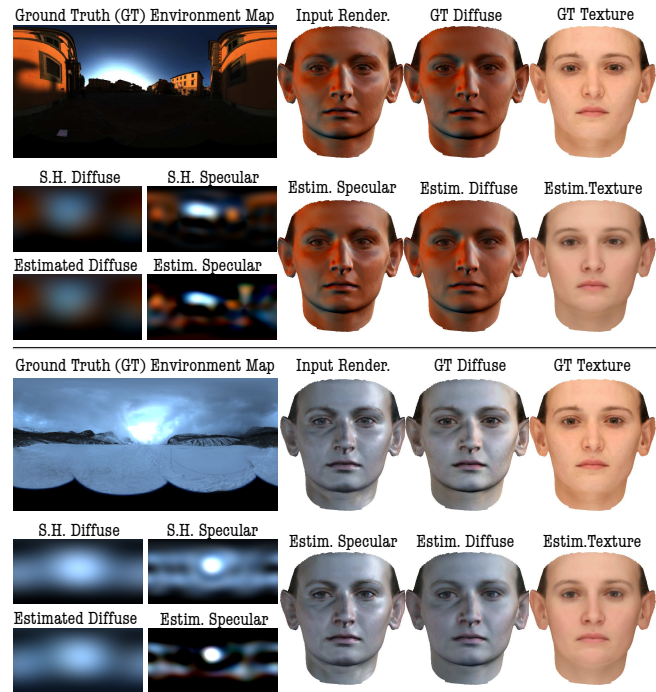 Ground Truth (GT) Environment Map
Input Render.
GT Diffuse
GT Texture
S.H. Diffuse
S.H. Specular
Estim. Specular
Estim. Diffuse
Estim.Texture
Estimated Diffuse
Estim. Specular
Ground Truth (GT) Environment Map
Input Render.
GT Diffuse
GT Texture
S.H. Diffuse
S.H. Specular
Estim. Specular
Estim. Diffuse
Estim.Texture
Estimated Diffuse
Estim. Specular